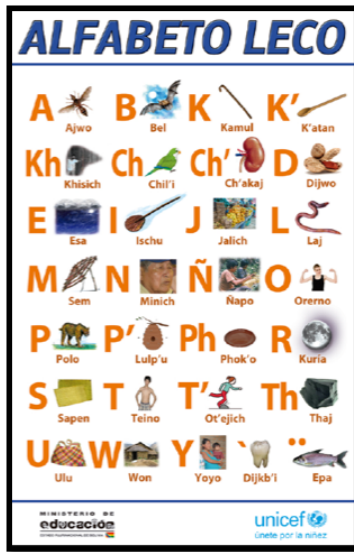 ALFABETO LECO
A B K K'
Ajwo Bel Kamul K'atan
Kh Ch Ch' D
Khisich Chil'i Ch'akaj Dijwo
E I J L
Esa Ischu Jalich Laj
M N Ñ O
Sem Minich Ñapo Orerno
P P' Ph R
Polo Lulp'u Phok'o Kuria
S T T' Th
Sapen Teino Ot'ejich Thaj
U W Y ` ¨
Ulu Won Yoyo Dijkb'i Epa
MINISTERIO DE
educación
unicef
únete por la niñez